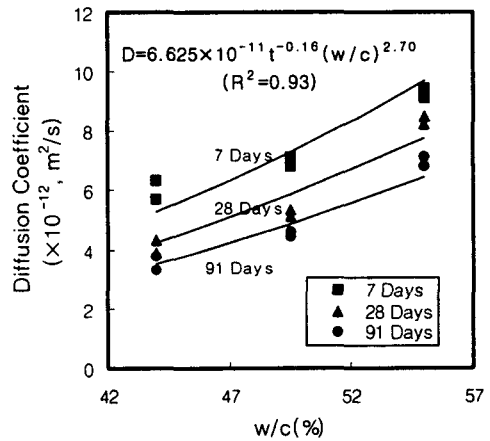 12
10
8
6
4
2
0
Diffusion Coefficient
(×10⁻¹², m²/s)
D=6.625×10⁻¹¹ t⁻⁰·¹⁶ (w/c)²·⁷⁰
(R²=0.93)
7 Days
28 Days
91 Days
7 Days
28 Days
91 Days
42
47
52
57
w/c(%)